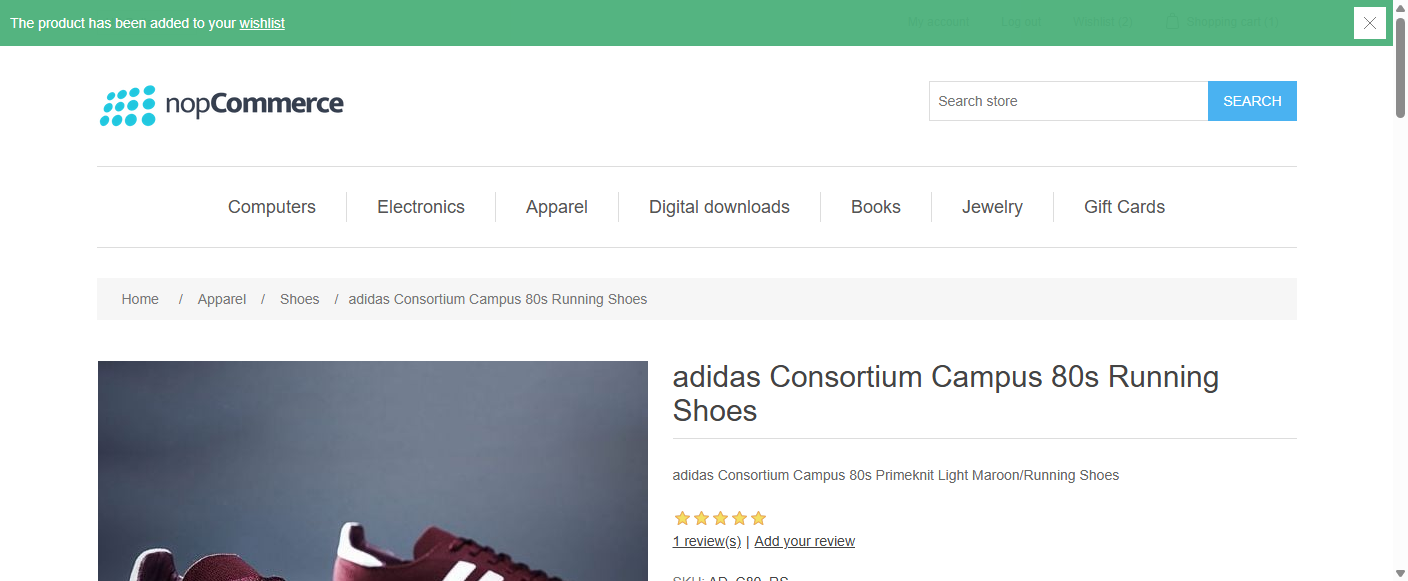 The product has been added to your wishlist
My account Log out Wishlist (2) Shopping cart (1)
nopCommerce
Search store
SEARCH
Computers Electronics Apparel Digital downloads Books Jewelry Gift Cards
Home / Apparel / Shoes / adidas Consortium Campus 80s Running Shoes
adidas Consortium Campus 80s Running
Shoes
adidas Consortium Campus 80s Primeknit Light Maroon/Running Shoes
1 review(s) | Add your review
SKU: AD_C80_RS